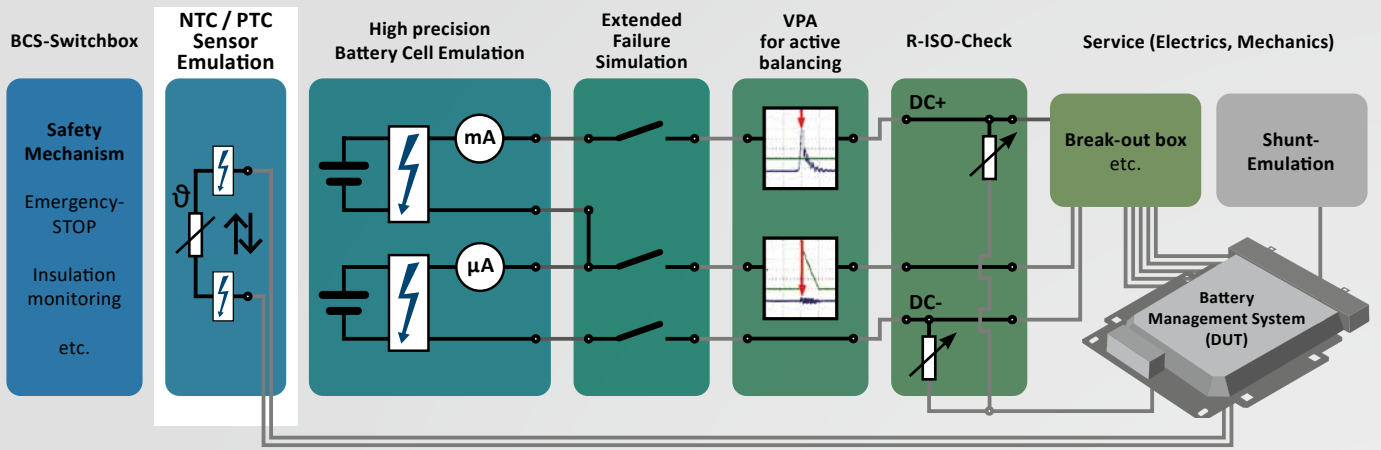 BCS-Switchbox
NTC / PTC
Sensor
Emulation
High precision
Battery Cell Emulation
Extended
Failure
Simulation
VPA
for active
balancing
R-ISO-Check
Service (Electrics, Mechanics)
Safety
Mechanism
Emergency-
STOP
Insulation
monitoring
etc.
ϑ
mA
µA
DC+
DC-
Break-out box
etc.
Shunt-
Emulation
Battery
Management System
(DUT)